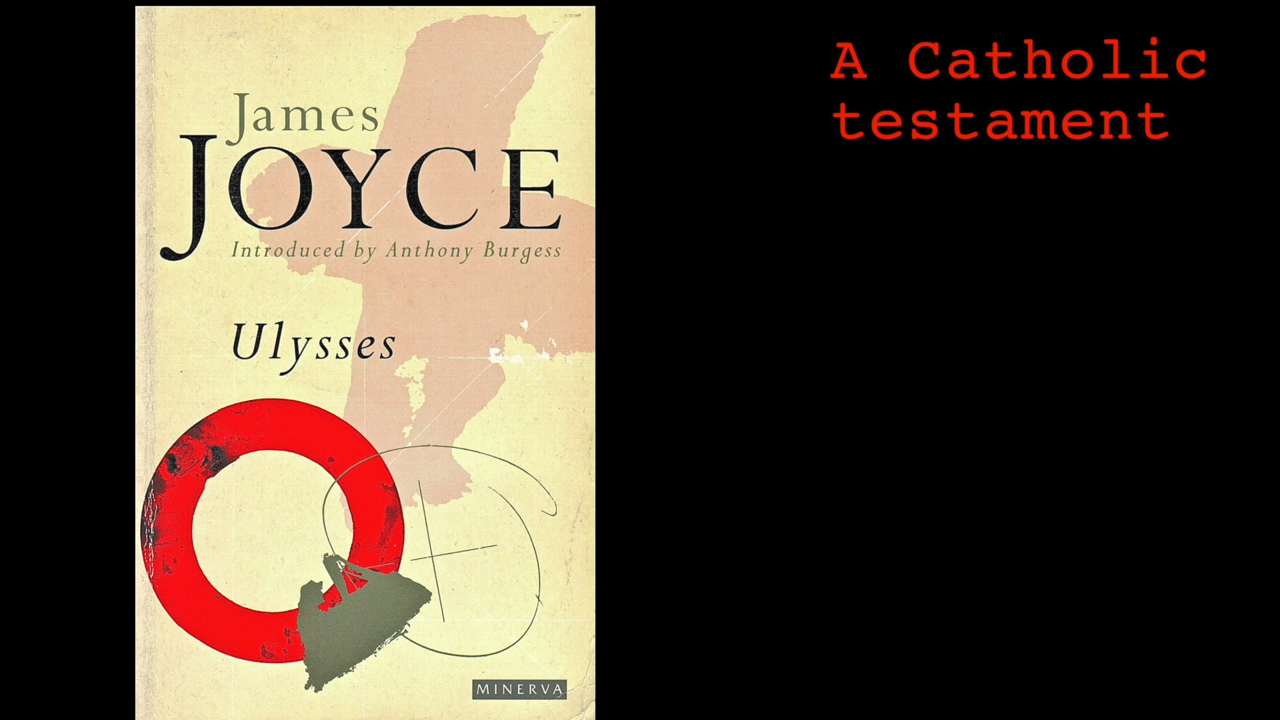 James
JOYCE
Introduced by Anthony Burgess
Ulysses
MINERVA
A Catholic
testament